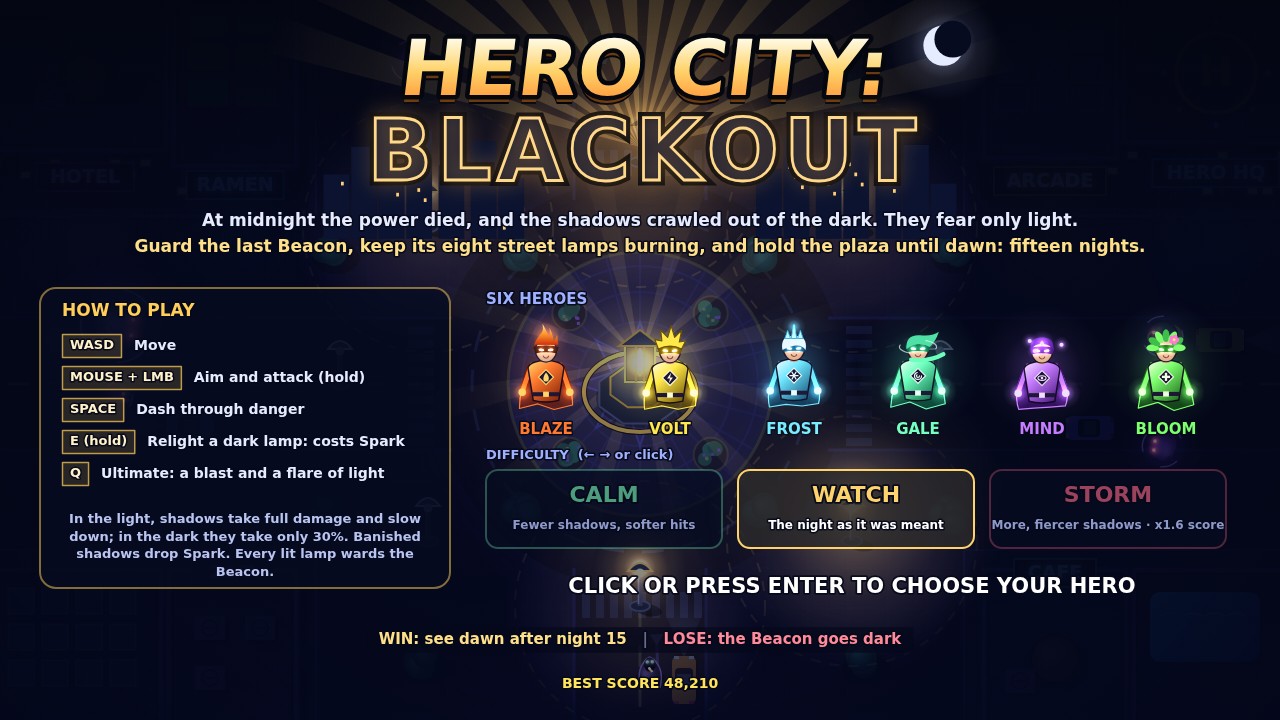 HERO CITY:
BLACKOUT
At midnight the power died, and the shadows crawled out of the dark. They fear only light.
Guard the last Beacon, keep its eight street lamps burning, and hold the plaza until dawn: fifteen nights.
HOTEL
RAMEN
ARCADE
HERO HQ
HOW TO PLAY
WASD Move
MOUSE + LMB Aim and attack (hold)
SPACE Dash through danger
E (hold) Relight a dark lamp: costs Spark
Q Ultimate: a blast and a flare of light
In the light, shadows take full damage and slow
down; in the dark they take only 30%. Banished
shadows drop Spark. Every lit lamp wards the
Beacon.
SIX HEROES
BLAZE VOLT FROST GALE MIND BLOOM
DIFFICULTY (← → or click)
CALM
Fewer shadows, softer hits
WATCH
The night as it was meant
STORM
More, fiercer shadows · x1.6 score
CAFE
CLICK OR PRESS ENTER TO CHOOSE YOUR HERO
WIN: see dawn after night 15 | LOSE: the Beacon goes dark
BEST SCORE 48,210